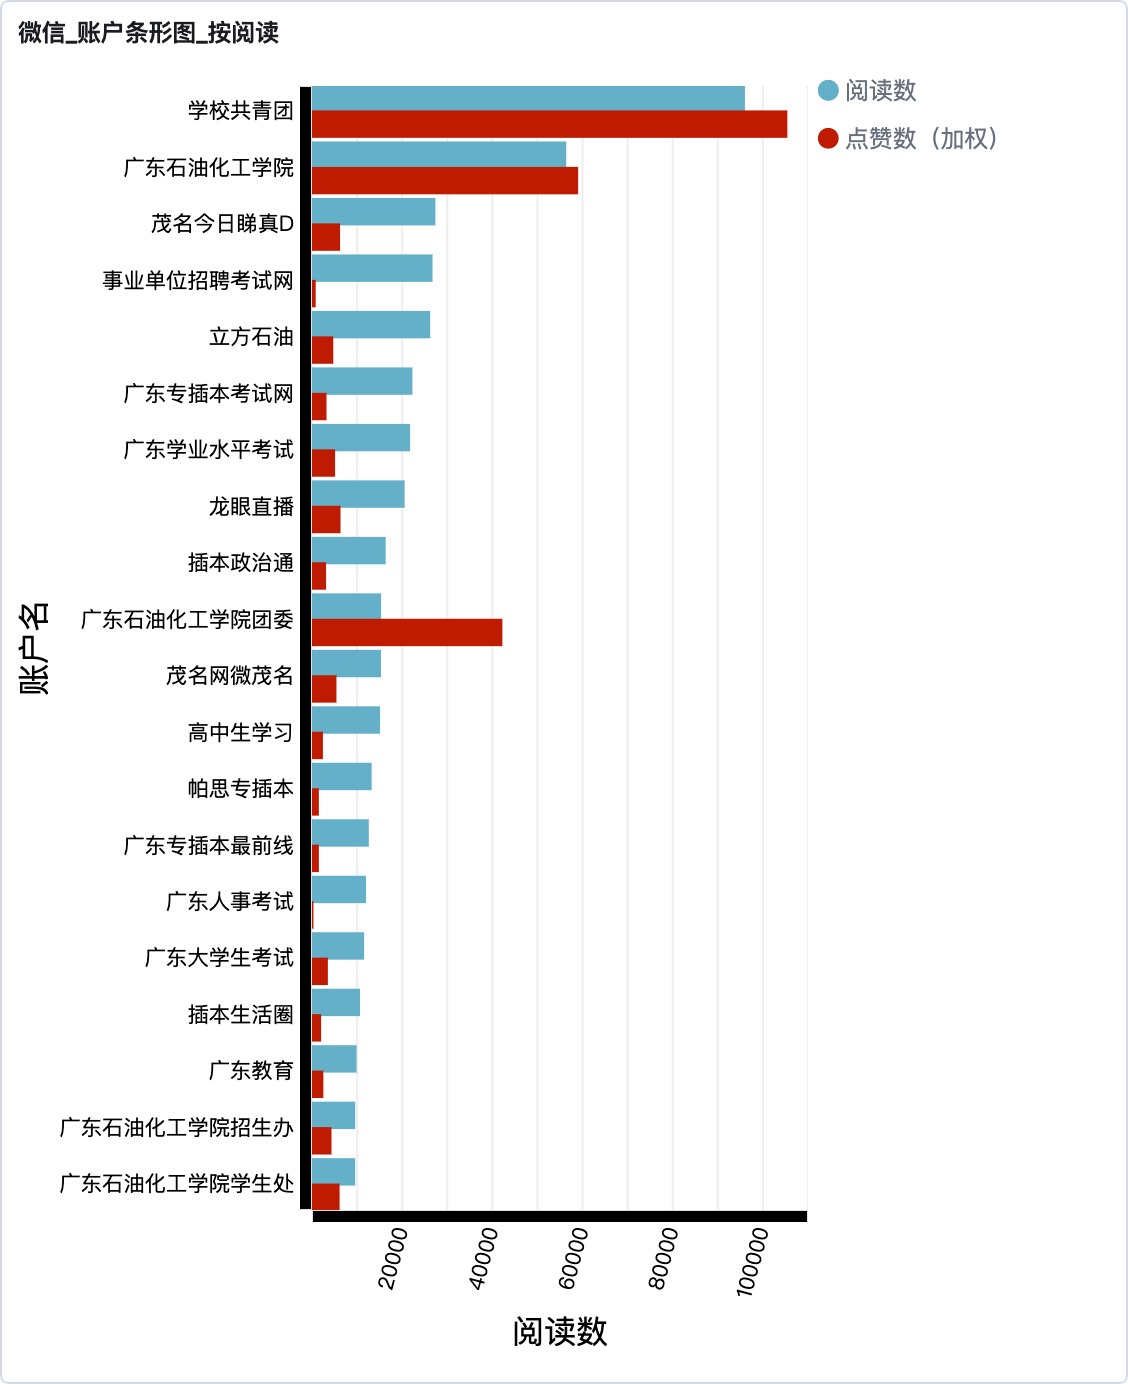 微信_账户条形图_按阅读
阅读数
点赞数（加权）
学校共青团
广东石油化工学院
茂名今日睇真D
事业单位招聘考试网
立方石油
广东专插本考试网
广东学业水平考试
龙眼直播
插本政治通
广东石油化工学院团委
茂名网微茂名
高中生学习
帕思专插本
广东专插本最前线
广东人事考试
广东大学生考试
插本生活圈
广东教育
广东石油化工学院招生办
广东石油化工学院学生处
账户名
20000
40000
60000
80000
100000
阅读数